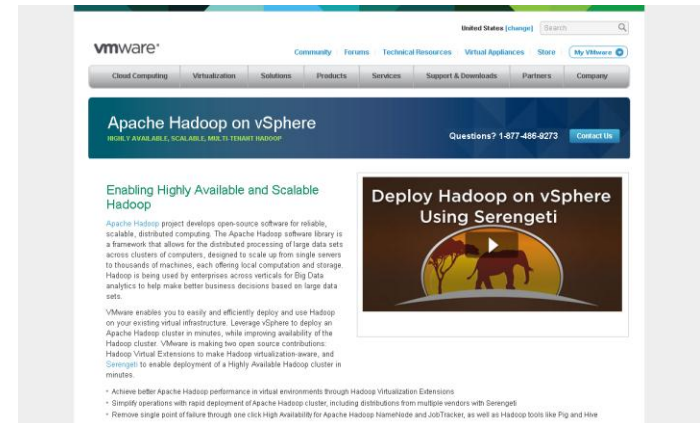 United States [change] Search
vmware
Community Forums Technical Resources Virtual Appliances Store My VMware
Cloud Computing Virtualization Solutions Products Services Support & Downloads Partners Company
Apache Hadoop on vSphere
HIGHLY AVAILABLE, SCALABLE, MULTI-TENANT HADOOP
Questions? 1-877-486-9273 Contact Us
Enabling Highly Available and Scalable
Hadoop
Apache Hadoop project develops open-source software for reliable,
scalable, distributed computing. The Apache Hadoop software library is
a framework that allows for the distributed processing of large data sets
across clusters of computers, designed to scale up from single servers
to thousands of machines, each offering local computation and storage.
Hadoop is being used by enterprises across verticals for Big Data
analytics to help make better business decisions based on large data
sets.
VMware enables you to easily and efficiently deploy and use Hadoop
on your existing virtual infrastructure. Leverage vSphere to deploy an
Apache Hadoop cluster in minutes, while improving availability of the
Hadoop cluster. VMware is making two open source contributions:
Hadoop Virtual Extensions to make Hadoop virtualization-aware, and
Serengeti to enable deployment of a Highly Available Hadoop cluster in
minutes.
Deploy Hadoop on vSphere
Using Serengeti
• Achieve better Apache Hadoop performance in virtual environments through Hadoop Virtualization Extensions
• Simplify operations with rapid deployment of Apache Hadoop cluster, including distributions from multiple vendors with Serengeti
• Remove single point of failure through one click High Availability for Apache Hadoop NameNode and JobTracker, as well as Hadoop tools like Pig and Hive